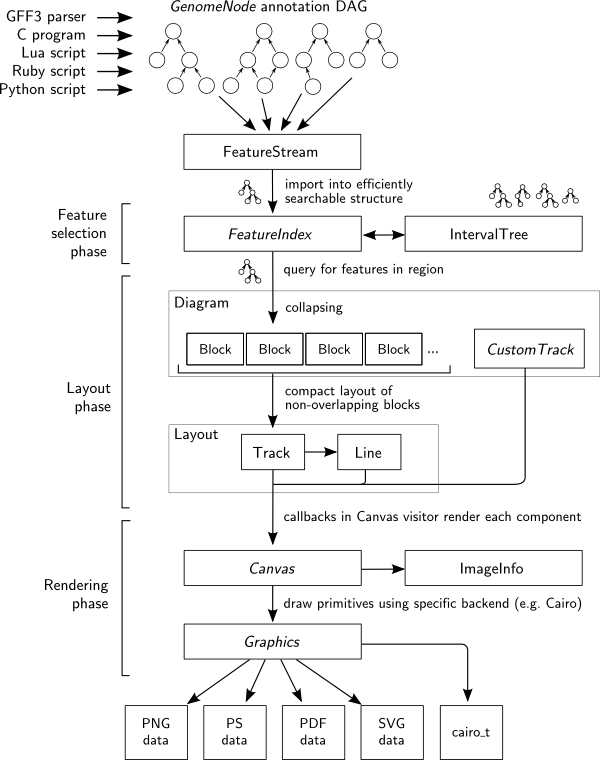 GenomeNode annotation DAG
GFF3 parser
C program
Lua script
Ruby script
Python script
FeatureStream
import into efficiently
searchable structure
Feature
selection
phase
FeatureIndex
IntervalTree
query for features in region
Diagram
collapsing
Block Block Block Block ...
CustomTrack
Layout
phase
compact layout of
non-overlapping blocks
Layout
Track
Line
callbacks in Canvas visitor render each component
Rendering
phase
Canvas
ImageInfo
draw primitives using specific backend (e.g. Cairo)
Graphics
PNG
data
PS
data
PDF
data
SVG
data
cairo_t